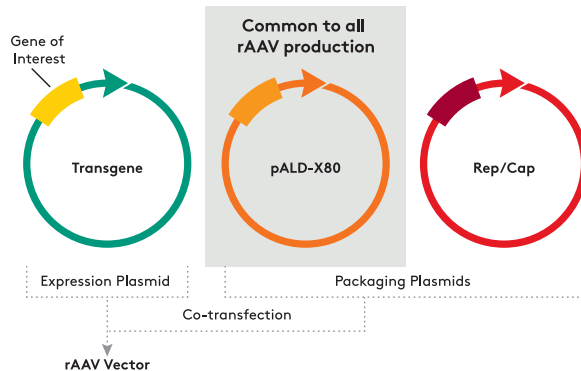 Gene of
Interest
Common to all
rAAV production
Transgene
pALD-X80
Rep/Cap
Expression Plasmid
Packaging Plasmids
Co-transfection
rAAV Vector